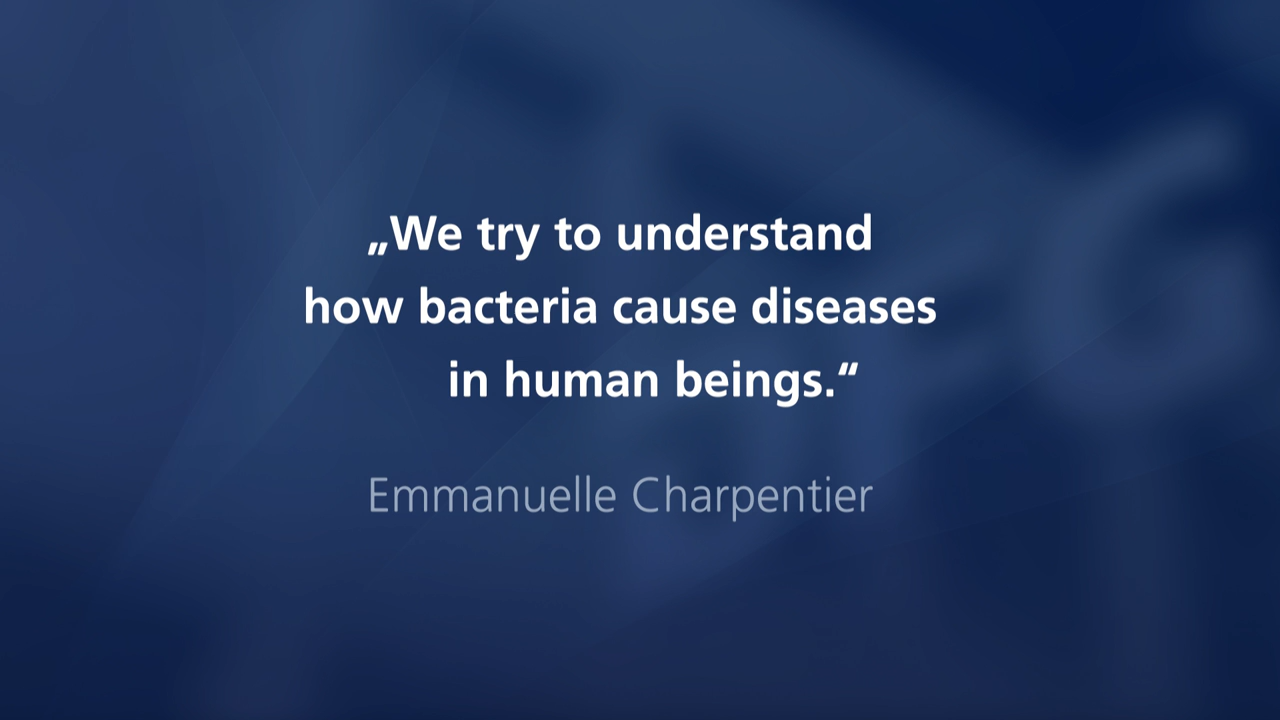 „We try to understand
how bacteria cause diseases
in human beings.“
Emmanuelle Charpentier